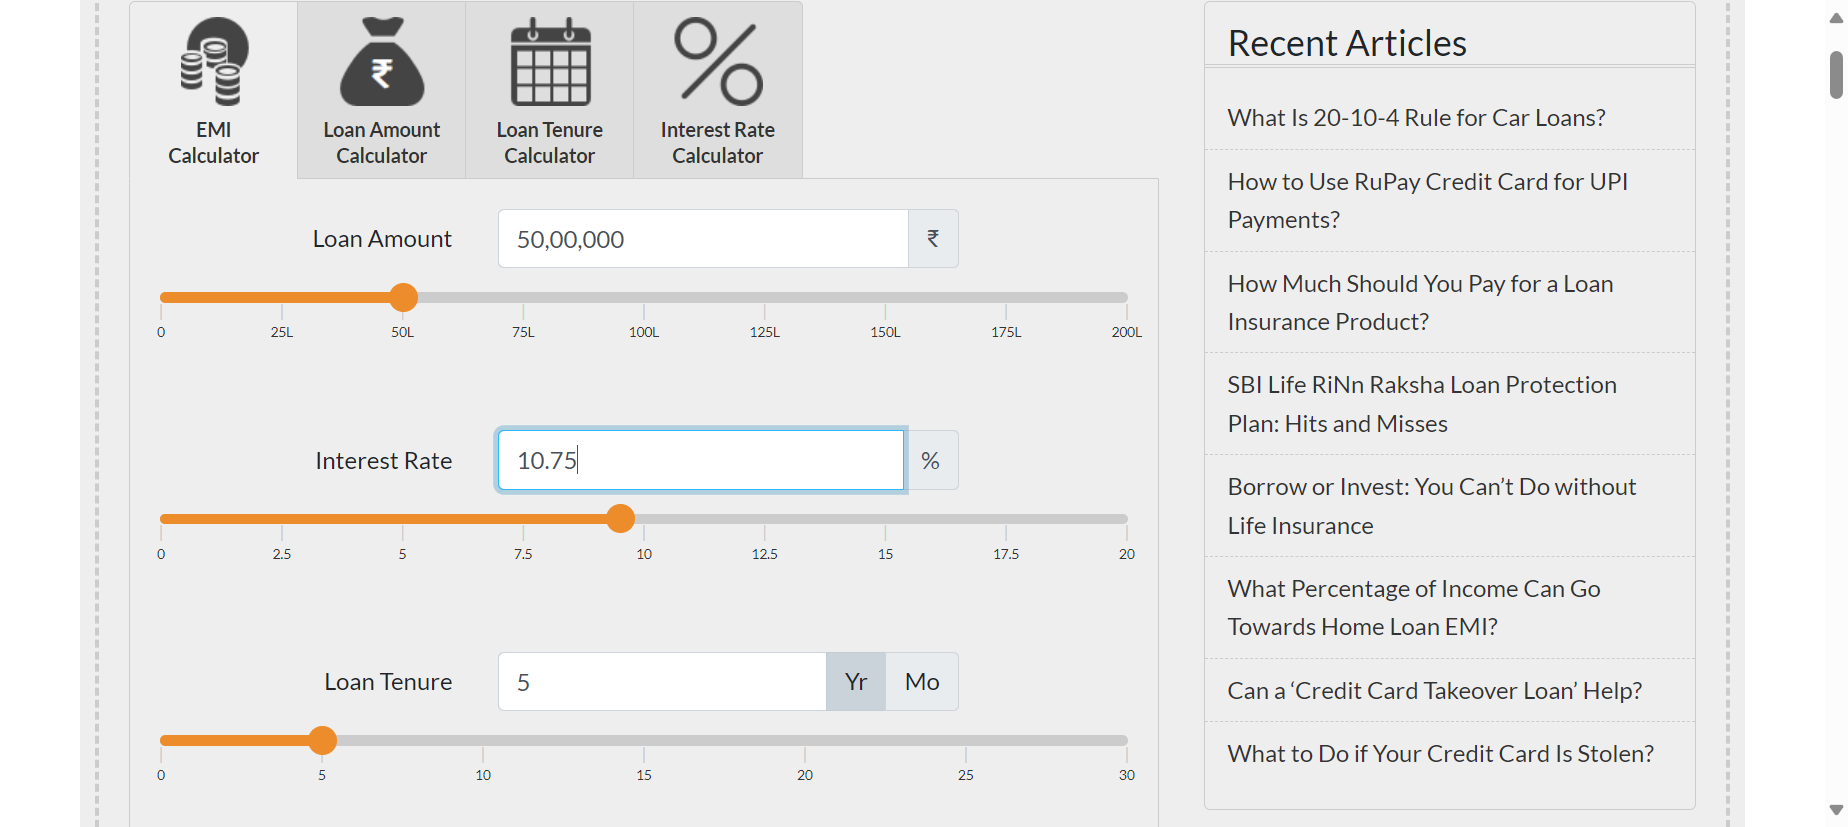 EMI
Calculator
Loan Amount
Calculator
Loan Tenure
Calculator
Interest Rate
Calculator
Loan Amount
50,00,000
₹
0 25L 50L 75L 100L 125L 150L 175L 200L
Interest Rate
10.75
%
0 2.5 5 7.5 10 12.5 15 17.5 20
Loan Tenure
5
Yr
Mo
0 5 10 15 20 25 30
Recent Articles
What Is 20-10-4 Rule for Car Loans?
How to Use RuPay Credit Card for UPI
Payments?
How Much Should You Pay for a Loan
Insurance Product?
SBI Life RiNn Raksha Loan Protection
Plan: Hits and Misses
Borrow or Invest: You Can’t Do without
Life Insurance
What Percentage of Income Can Go
Towards Home Loan EMI?
Can a ‘Credit Card Takeover Loan’ Help?
What to Do if Your Credit Card Is Stolen?